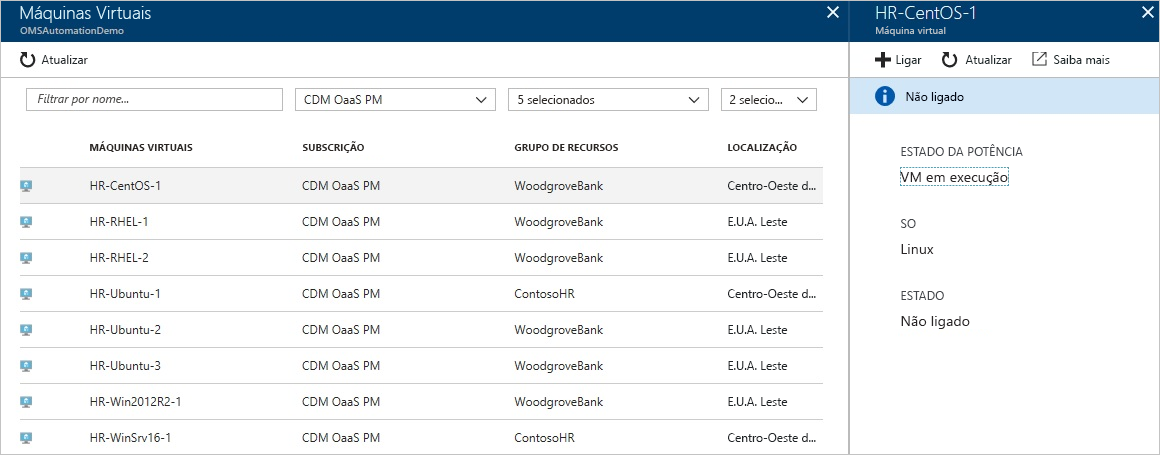 Máquinas Virtuais
OMSAutomationDemo
Atualizar
Filtrar por nome... CDM OaaS PM 5 selecionados 2 selecio...
MÁQUINAS VIRTUAIS SUBSCRIÇÃO GRUPO DE RECURSOS LOCALIZAÇÃO
HR-CentOS-1 CDM OaaS PM WoodgroveBank Centro-Oeste d...
HR-RHEL-1 CDM OaaS PM WoodgroveBank E.U.A. Leste
HR-RHEL-2 CDM OaaS PM WoodgroveBank E.U.A. Leste
HR-Ubuntu-1 CDM OaaS PM ContosoHR Centro-Oeste d...
HR-Ubuntu-2 CDM OaaS PM WoodgroveBank E.U.A. Leste
HR-Ubuntu-3 CDM OaaS PM WoodgroveBank E.U.A. Leste
HR-Win2012R2-1 CDM OaaS PM WoodgroveBank E.U.A. Leste
HR-WinSrv16-1 CDM OaaS PM ContosoHR Centro-Oeste d...
HR-CentOS-1
Máquina virtual
Ligar Atualizar Saiba mais
Não ligado
ESTADO DA POTÊNCIA
VM em execução
SO
Linux
ESTADO
Não ligado